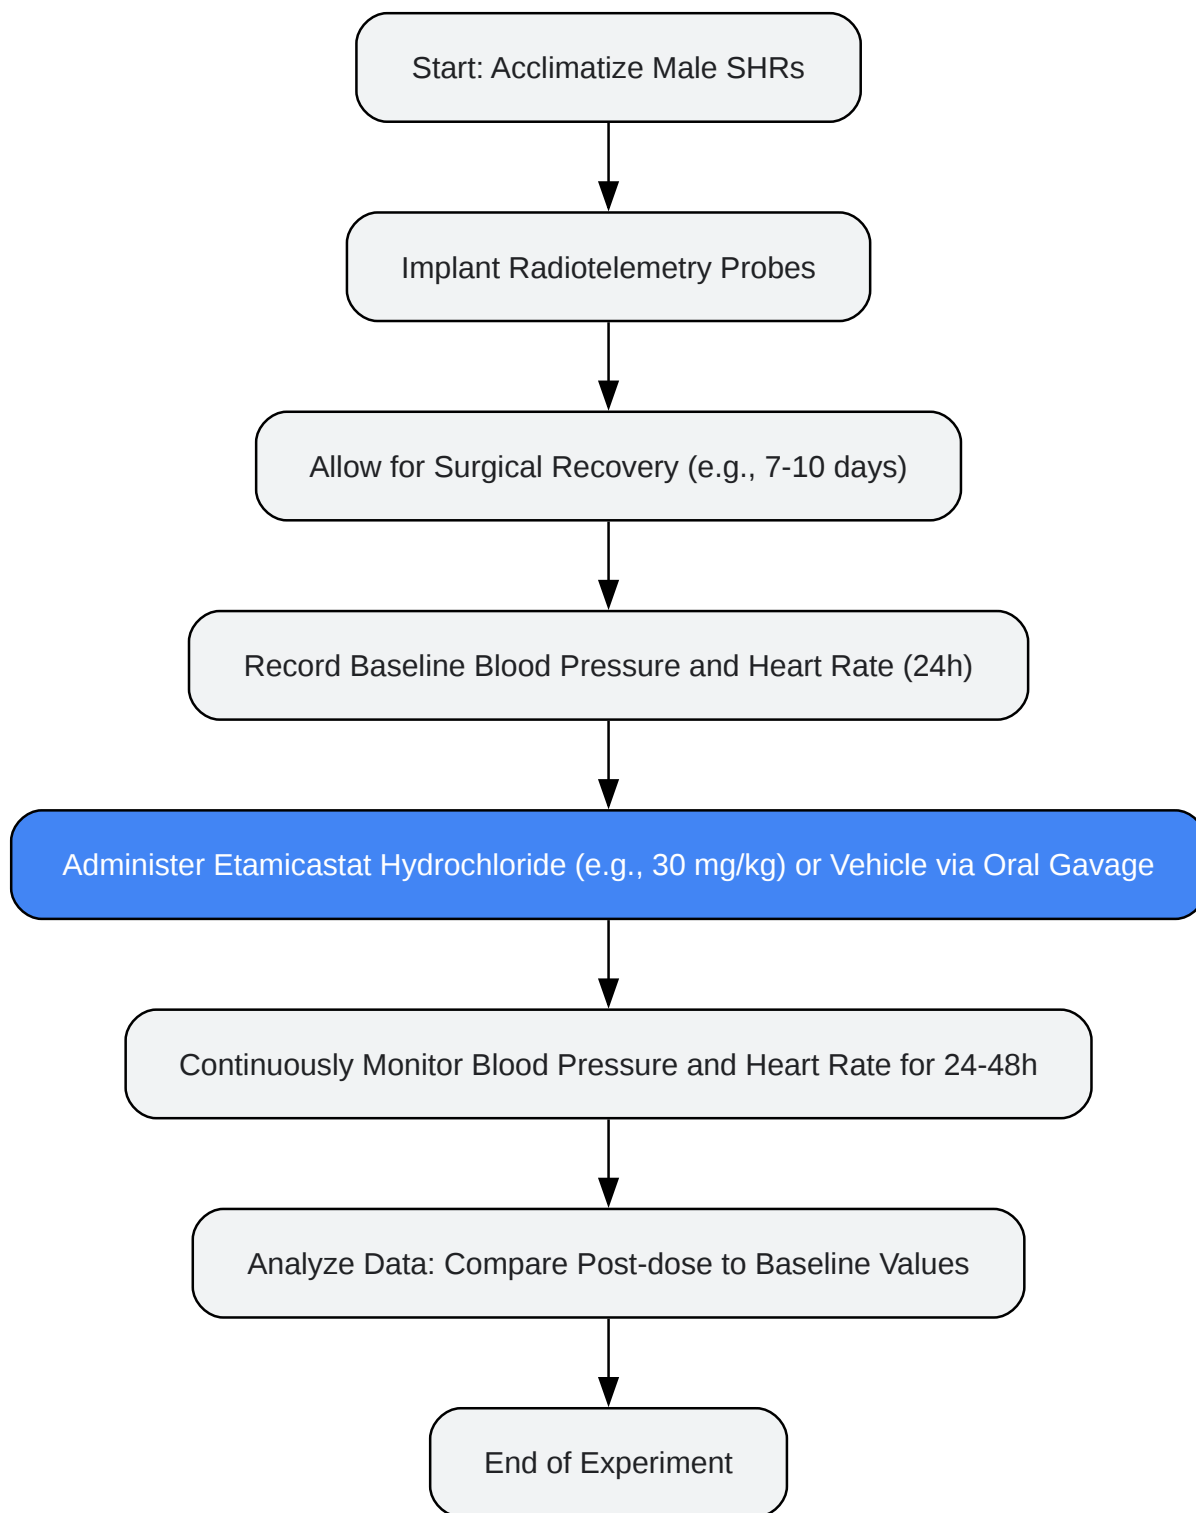 Start: Acclimatize Male SHRs
Implant Radiotelemetry Probes
Allow for Surgical Recovery (e.g., 7-10 days)
Record Baseline Blood Pressure and Heart Rate (24h)
Administer Etamicastat Hydrochloride (e.g., 30 mg/kg) or Vehicle via Oral Gavage
Continuously Monitor Blood Pressure and Heart Rate for 24-48h
Analyze Data: Compare Post-dose to Baseline Values
End of Experiment